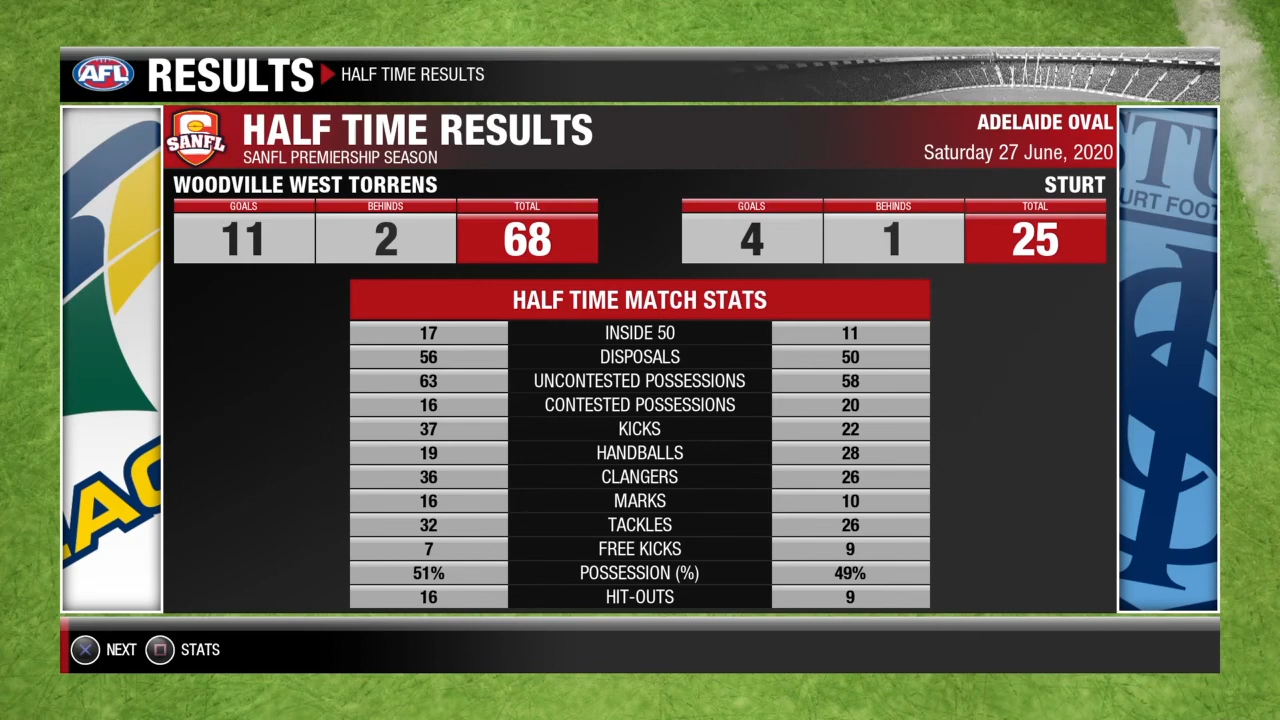 AFL RESULTS HALF TIME RESULTS
SANFL HALF TIME RESULTS ADELAIDE OVAL
SANFL PREMIERSHIP SEASON Saturday 27 June, 2020
WOODVILLE WEST TORRENS STURT
GOALS BEHINDS TOTAL GOALS BEHINDS TOTAL
11 2 68 4 1 25
HALF TIME MATCH STATS
17 INSIDE 50 11
56 DISPOSALS 50
63 UNCONTESTED POSSESSIONS 58
16 CONTESTED POSSESSIONS 20
37 KICKS 22
19 HANDBALLS 28
36 CLANGERS 26
16 MARKS 10
32 TACKLES 26
7 FREE KICKS 9
51% POSSESSION (%) 49%
16 HIT-OUTS 9
NEXT STATS